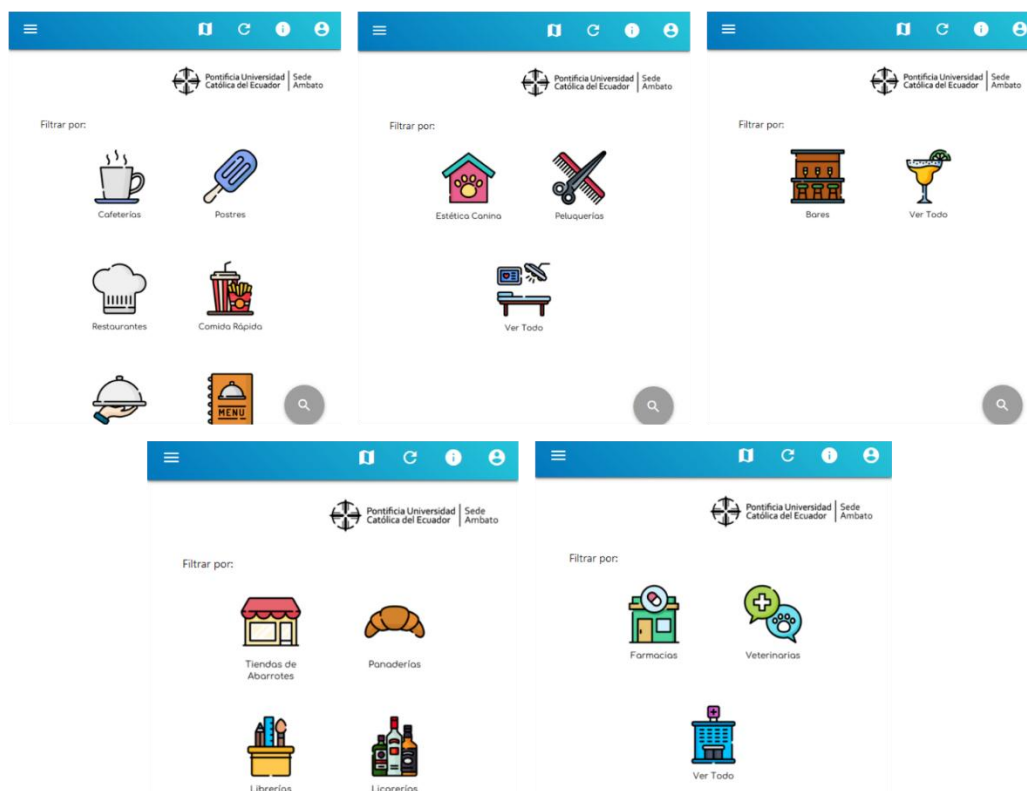 Pontificia Universidad
Católica del Ecuador
Sede
Ambato
Filtrar por:
Cafeterías
Postres
Restaurantes
Comida Rápida
MENU
Pontificia Universidad
Católica del Ecuador
Sede
Ambato
Filtrar por:
Estética Canina
Peluquerías
Ver Todo
Pontificia Universidad
Católica del Ecuador
Sede
Ambato
Filtrar por:
Bares
Ver Todo
Pontificia Universidad
Católica del Ecuador
Sede
Ambato
Filtrar por:
Tiendas de
Abarrotes
Panaderías
Librerías
Licorerías
Pontificia Universidad
Católica del Ecuador
Sede
Ambato
Filtrar por:
Farmacias
Veterinarias
Ver Todo